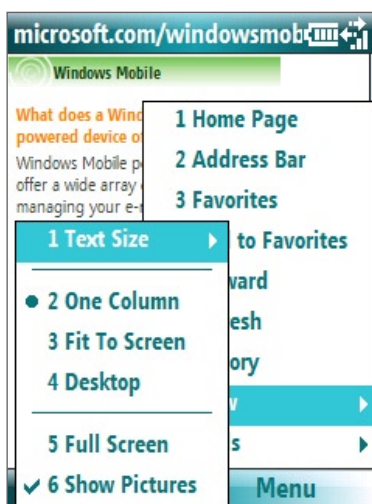 microsoft.com/windowsmob
Windows Mobile
What does a Wind
powered device of
Windows Mobile p
offer a wide array
managing your e-
1 Home Page
2 Address Bar
3 Favorites
to Favorites
ward
esh
ory
s
1 Text Size
2 One Column
3 Fit To Screen
4 Desktop
5 Full Screen
6 Show Pictures
Menu